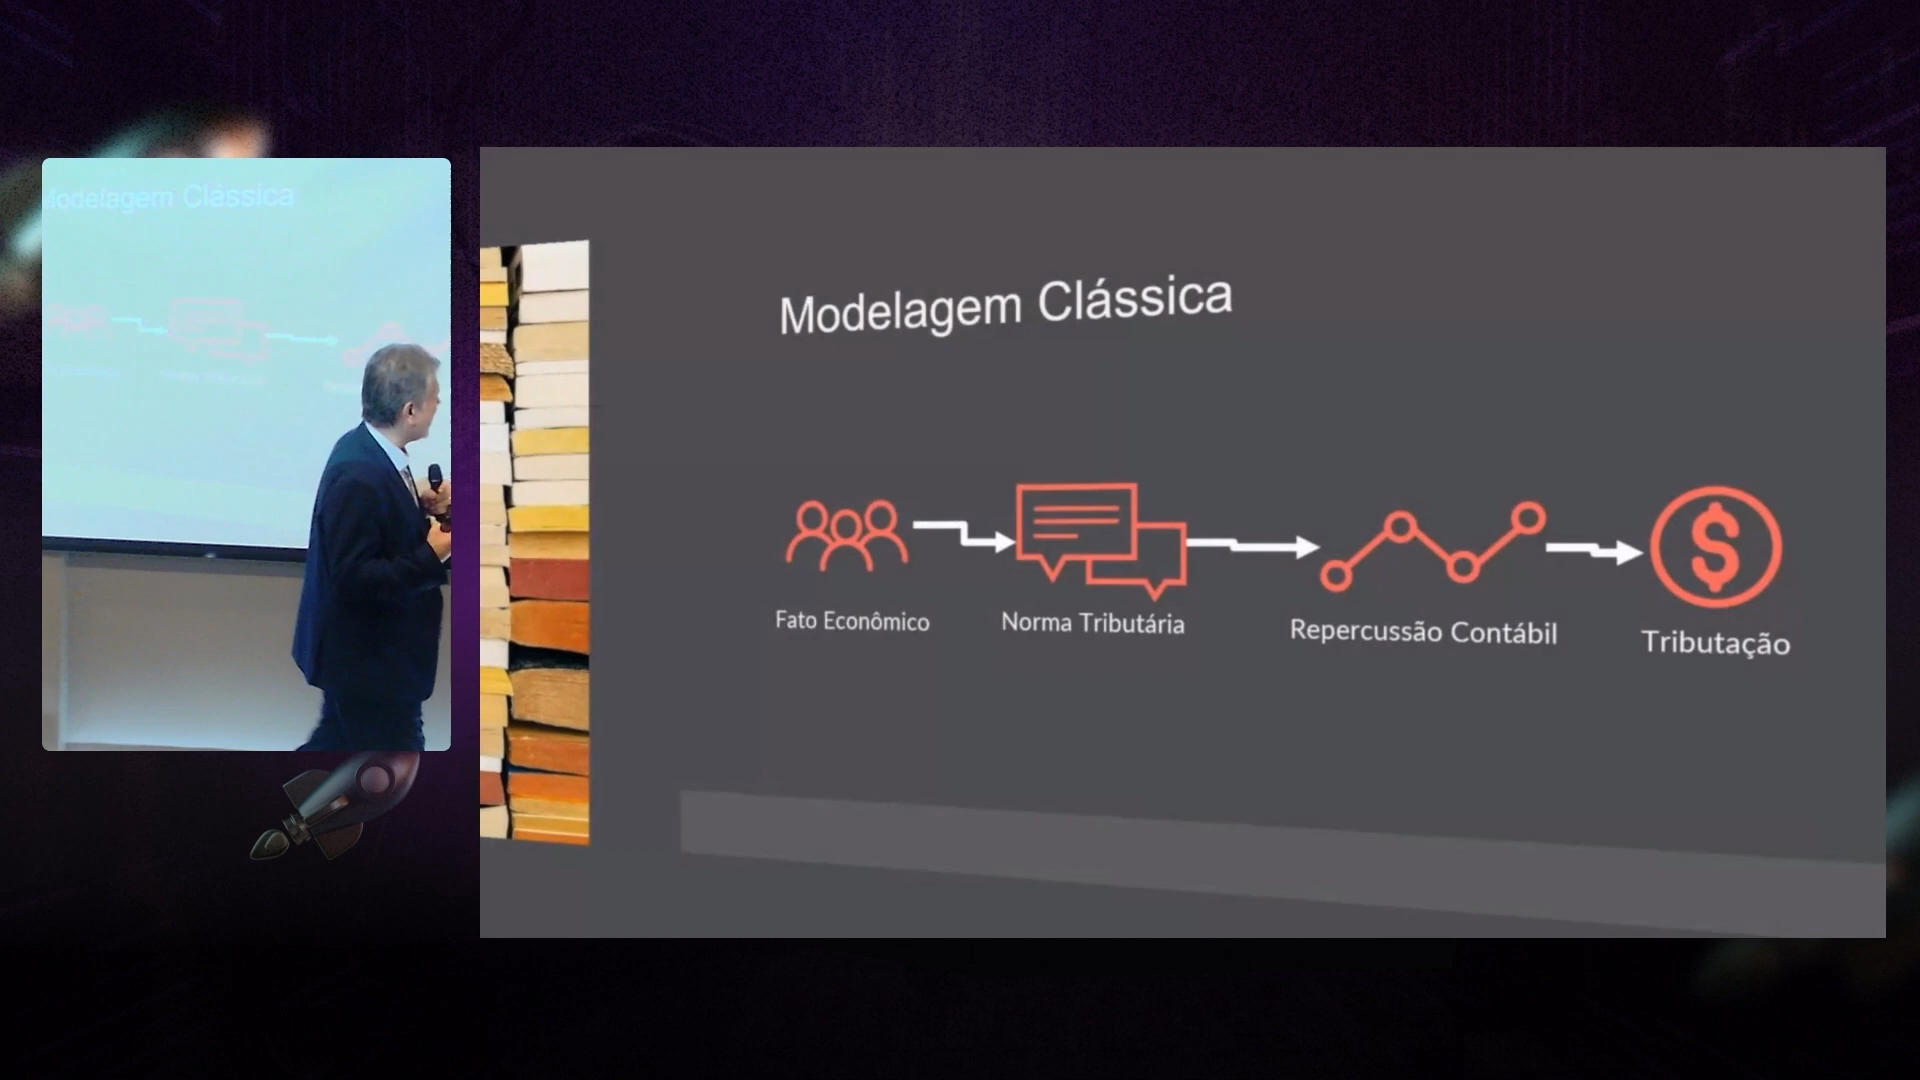 Modelagem Clássica
Modelagem Clássica
Fato Econômico
Norma Tributária
Repercussão Contábil
Tributação